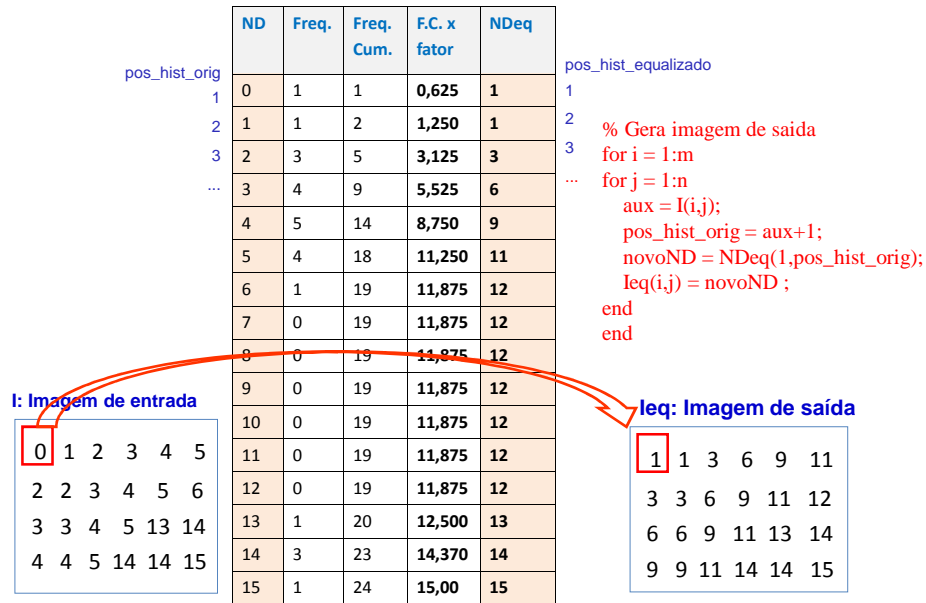 ND Freq. Freq. Cum. F.C. x fator NDeq
pos_hist_orig
1
2
3
...
0 1 1 0,625 1
1 1 2 1,250 1
2 3 5 3,125 3
3 4 9 5,525 6
4 5 14 8,750 9
5 4 18 11,250 11
6 1 19 11,875 12
7 0 19 11,875 12
8 0 19 11,875 12
9 0 19 11,875 12
10 0 19 11,875 12
11 0 19 11,875 12
12 0 19 11,875 12
13 1 20 12,500 13
14 3 23 14,370 14
15 1 24 15,00 15
pos_hist_equalizado
1
2
3
...
% Gera imagem de saida
for i = 1:m
for j = 1:n
aux = I(i,j);
pos_hist_orig = aux+1;
novoND = NDeq(1,pos_hist_orig);
Ieq(i,j) = novoND ;
end
end
I: Imagem de entrada
0 1 2 3 4 5
2 2 3 4 5 6
3 3 4 5 13 14
4 4 5 14 14 15
Ieq: Imagem de saída
1 1 3 6 9 11
3 3 6 9 11 12
6 6 9 11 13 14
9 9 11 14 14 15